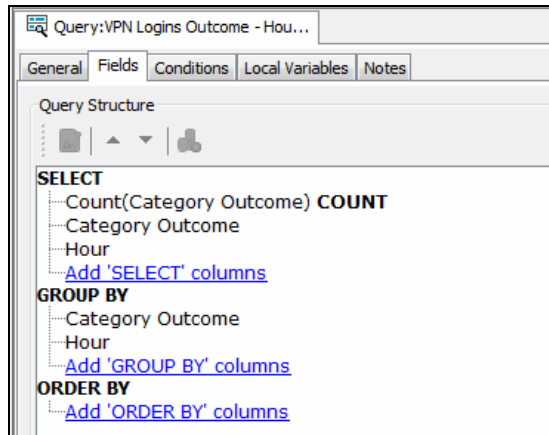 Query:VPN Logins Outcome - Hou...
General Fields Conditions Local Variables Notes
Query Structure
SELECT
Count(Category Outcome) COUNT
Category Outcome
Hour
Add 'SELECT' columns
GROUP BY
Category Outcome
Hour
Add 'GROUP BY' columns
ORDER BY
Add 'ORDER BY' columns